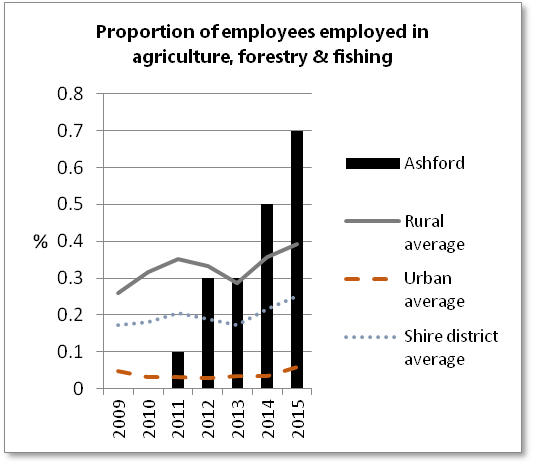 Proportion of employees employed in
agriculture, forestry & fishing
0.8
0.7
0.6
0.5
0.4
0.3
0.2
0.1
0
%
2009
2010
2011
2012
2013
2014
2015
Ashford
Rural
average
Urban
average
Shire district
average